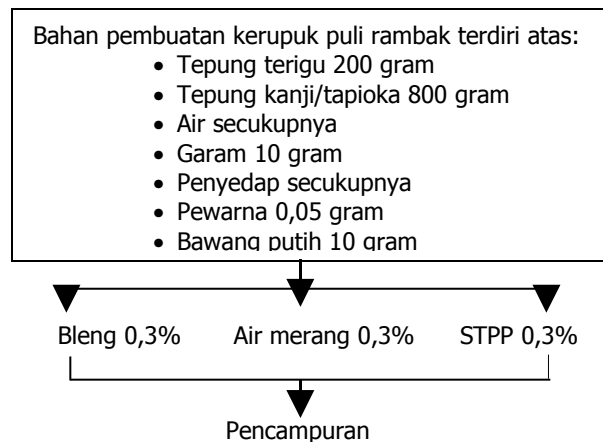 Bahan pembuatan kerupuk puli rambak terdiri atas:
• Tepung terigu 200 gram
• Tepung kanji/tapioka 800 gram
• Air secukupnya
• Garam 10 gram
• Penyedap secukupnya
• Pewarna 0,05 gram
• Bawang putih 10 gram
Bleng 0,3% Air merang 0,3% STPP 0,3%
Pencampuran